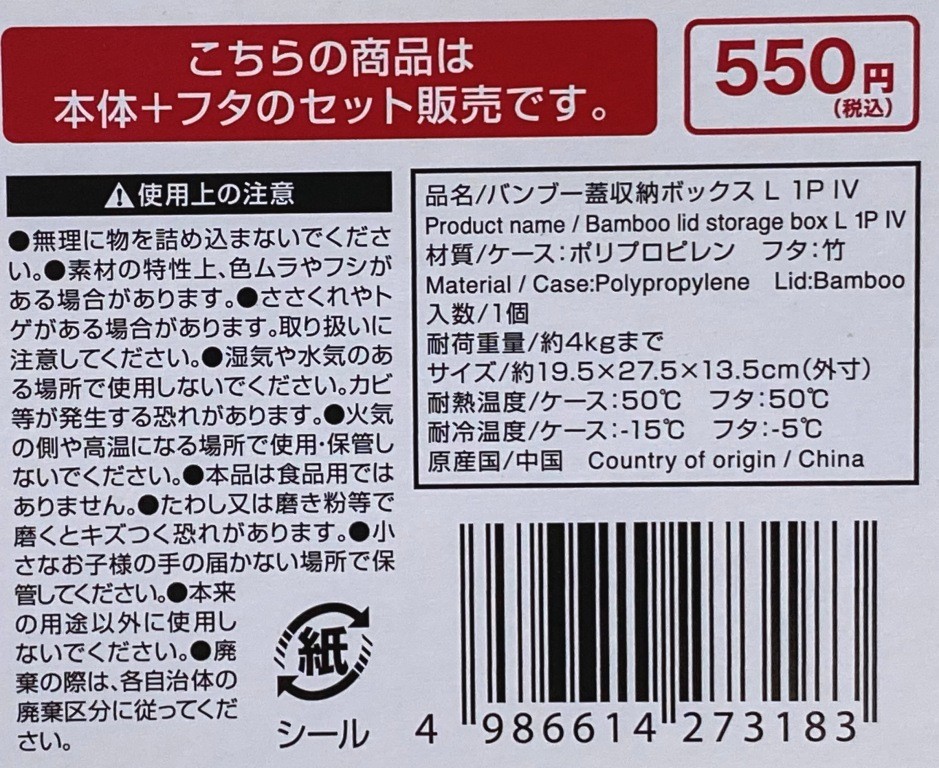 こちらの商品は
本体＋フタのセット販売です。
550円
(税込)
⚠使用上の注意
●無理に物を詰め込まないでくださ
い。●素材の特性上、色ムラやフシが
ある場合があります。●ささくれやト
ゲがある場合があります。取り扱いに
注意してください。●湿気や水気のあ
る場所で使用しないでください。カビ
等が発生する恐れがあります。●火気
の側や高温になる場所で使用・保管し
ないでください。●本品は食品用では
ありません。●たわし又は磨き粉等で
磨くとキズつく恐れがあります。●小
さなお子様の手の届かない場所で保
管してください。●本来
の用途以外に使用し
ないでください。●廃
棄の際は、各自治体の
廃棄区分に従ってくだ
さい。
紙
シール
品名/バンブー蓋収納ボックス L 1P IV
Product name / Bamboo lid storage box L 1P IV
材質/ケース:ポリプロピレン フタ:竹
Material / Case:Polypropylene Lid:Bamboo
入数/1個
耐荷重量/約4kgまで
サイズ/約19.5×27.5×13.5cm(外寸)
耐熱温度/ケース:50℃ フタ:50℃
耐冷温度/ケース:-15℃ フタ:-5℃
原産国/中国 Country of origin / China
4 986614 273183